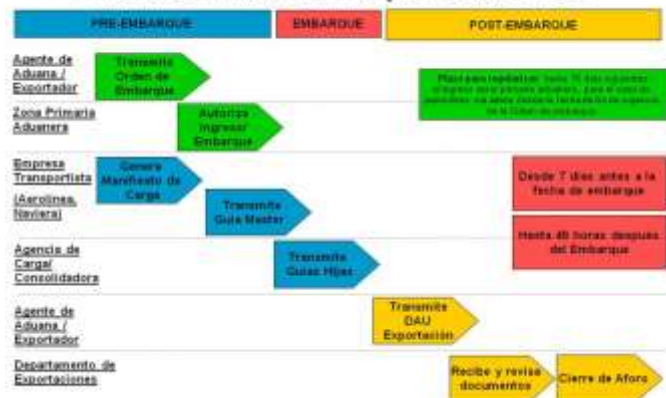 PRE-EMBARQUE
EMBARQUE
POST-EMBARQUE
Agente de
Aduana /
Exportador
Transmite
Orden de
Embarque
Zona Primaria
Aduanera
Autoriza
Ingresar
Embarque
Empresa
Transportista
(Aerolínea,
Naviera)
Genera
Manifiesto de
Carga
Transmite
Guía Master
Desde 7 días antes a la
fecha de embarque
Hasta 48 horas después
del Embarque
Agencia de
Carga/
Consolidadora
Transmite
Guías Hijas
Agente de
Aduana /
Exportador
Transmite
DAU
Exportación
Departamento de
Exportaciones
Recibe y revisa
documentos
Cierre de Aforo